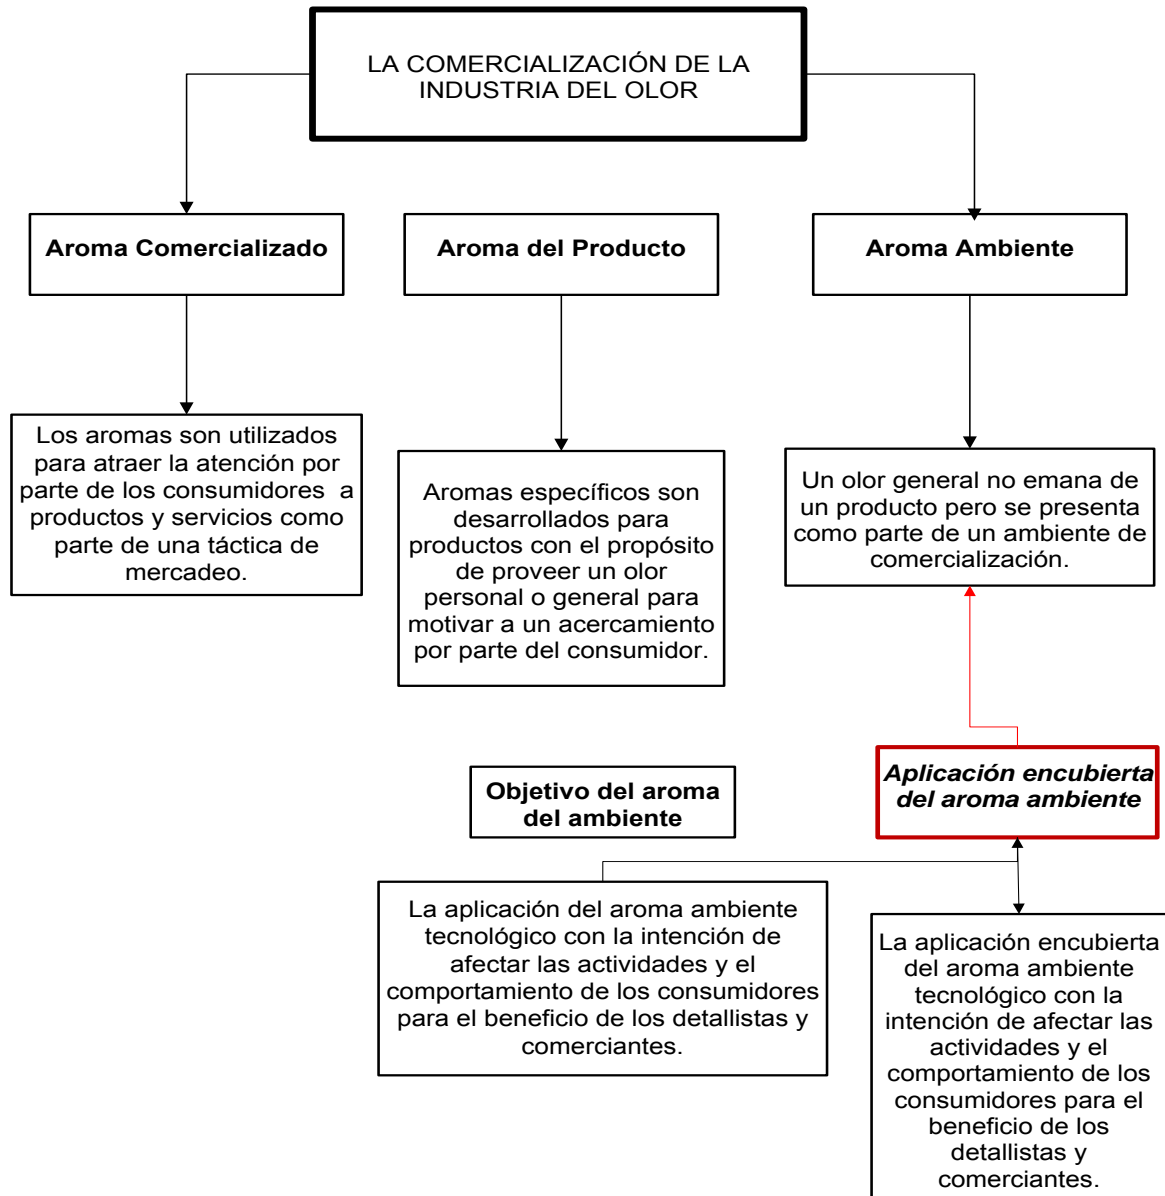 LA COMERCIALIZACIÓN DE LA
INDUSTRIA DEL OLOR
Aroma Comercializado
Aroma del Producto
Aroma Ambiente
Los aromas son utilizados
para atraer la atención por
parte de los consumidores a
productos y servicios como
parte de una táctica de
mercadeo.
Aromas específicos son
desarrollados para
productos con el propósito
de proveer un olor
personal o general para
motivar a un acercamiento
por parte del consumidor.
Un olor general no emana de
un producto pero se presenta
como parte de un ambiente de
comercialización.
Objetivo del aroma
del ambiente
Aplicación encubierta
del aroma ambiente
La aplicación del aroma ambiente
tecnológico con la intención de
afectar las actividades y el
comportamiento de los consumidores
para el beneficio de los detallistas y
comerciantes.
La aplicación encubierta
del aroma ambiente
tecnológico con la
intención de afectar las
actividades y el
comportamiento de los
consumidores para el
beneficio de los
detallistas y
comerciantes.